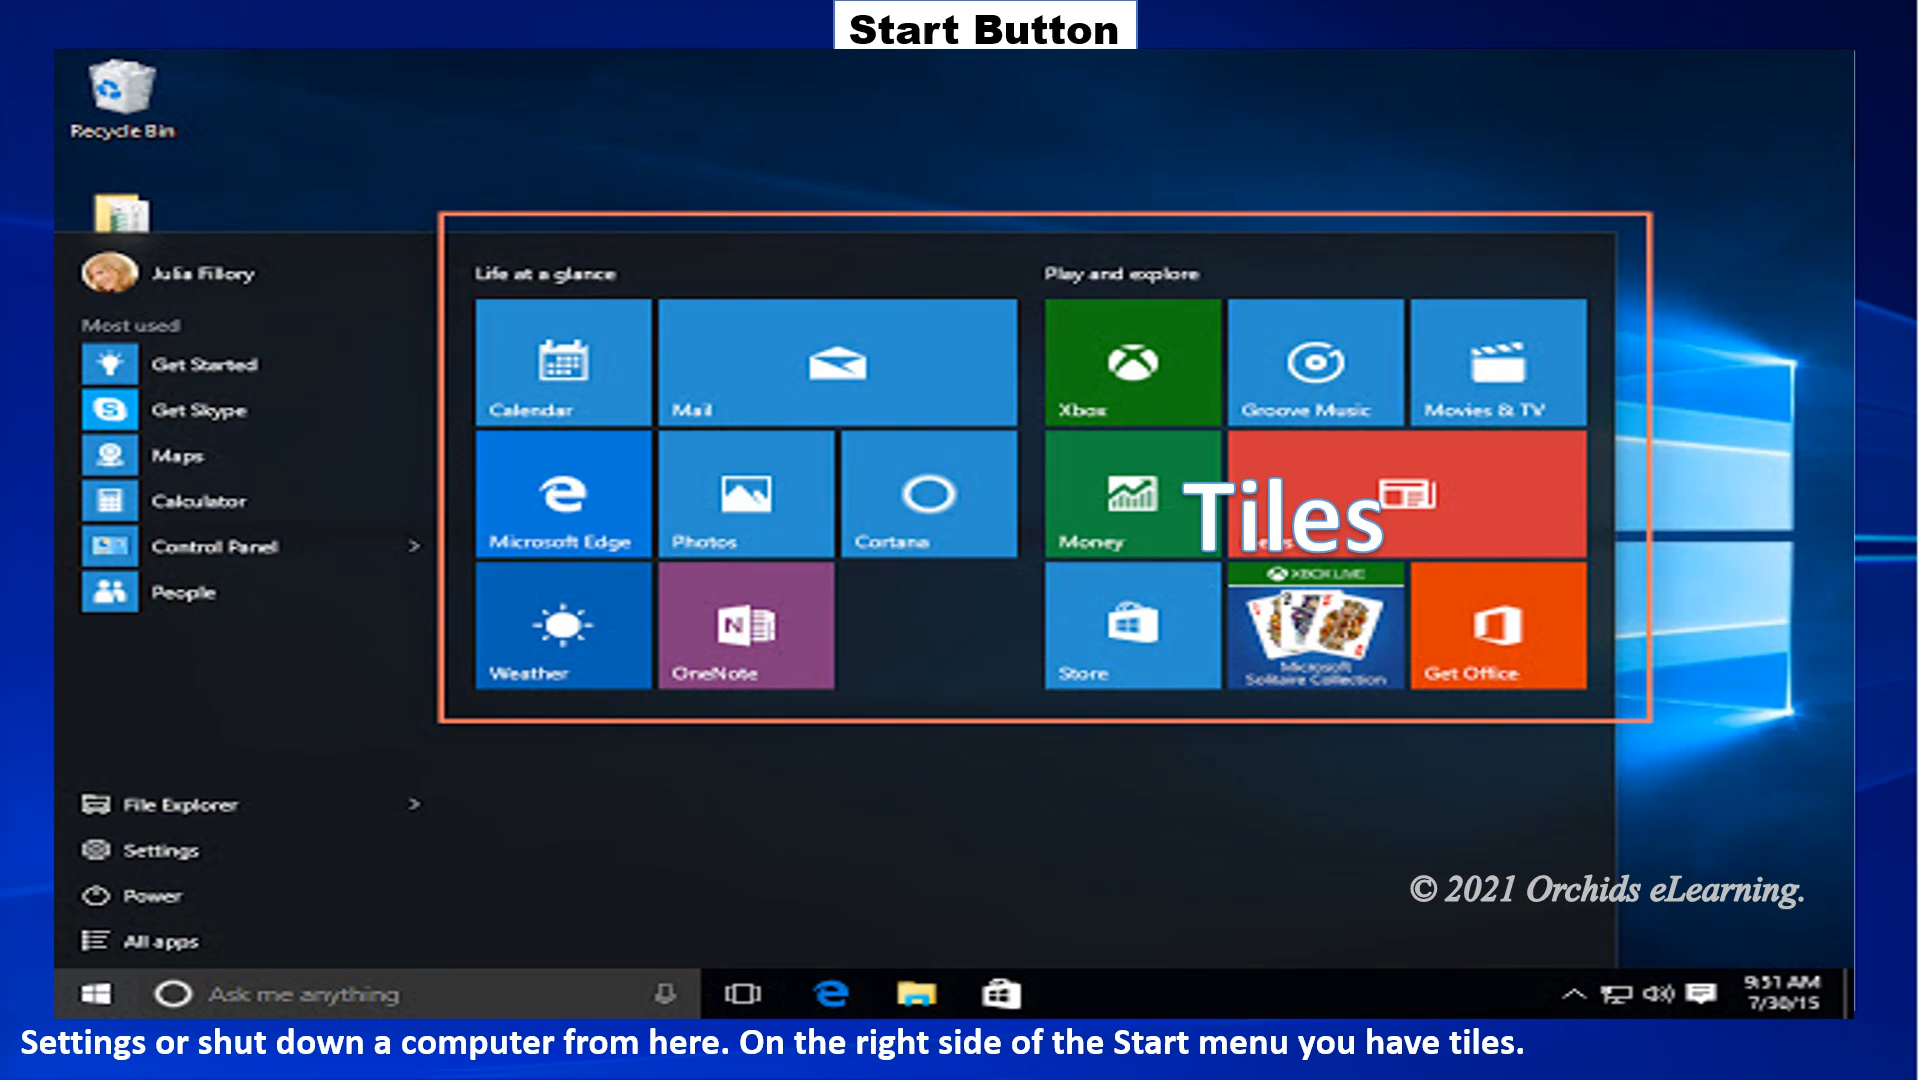 Start Button
Recycle Bin
Julia Fillory
Most used
Get Started
Get Skype
Maps
Calculator
Control Panel
People
File Explorer
Settings
Power
All apps
Life at a glance
Calendar
Mail
Microsoft Edge
Photos
Cortana
Weather
OneNote
Play and explore
Xbox
Groove Music
Movies & TV
Money
Tiles
Store
XBOX LIVE
Microsoft
Solitaire Collection
Get Office
© 2021 Orchids eLearning.
Ask me anything
9:51 AM
7/30/15
Settings or shut down a computer from here. On the right side of the Start menu you have tiles.